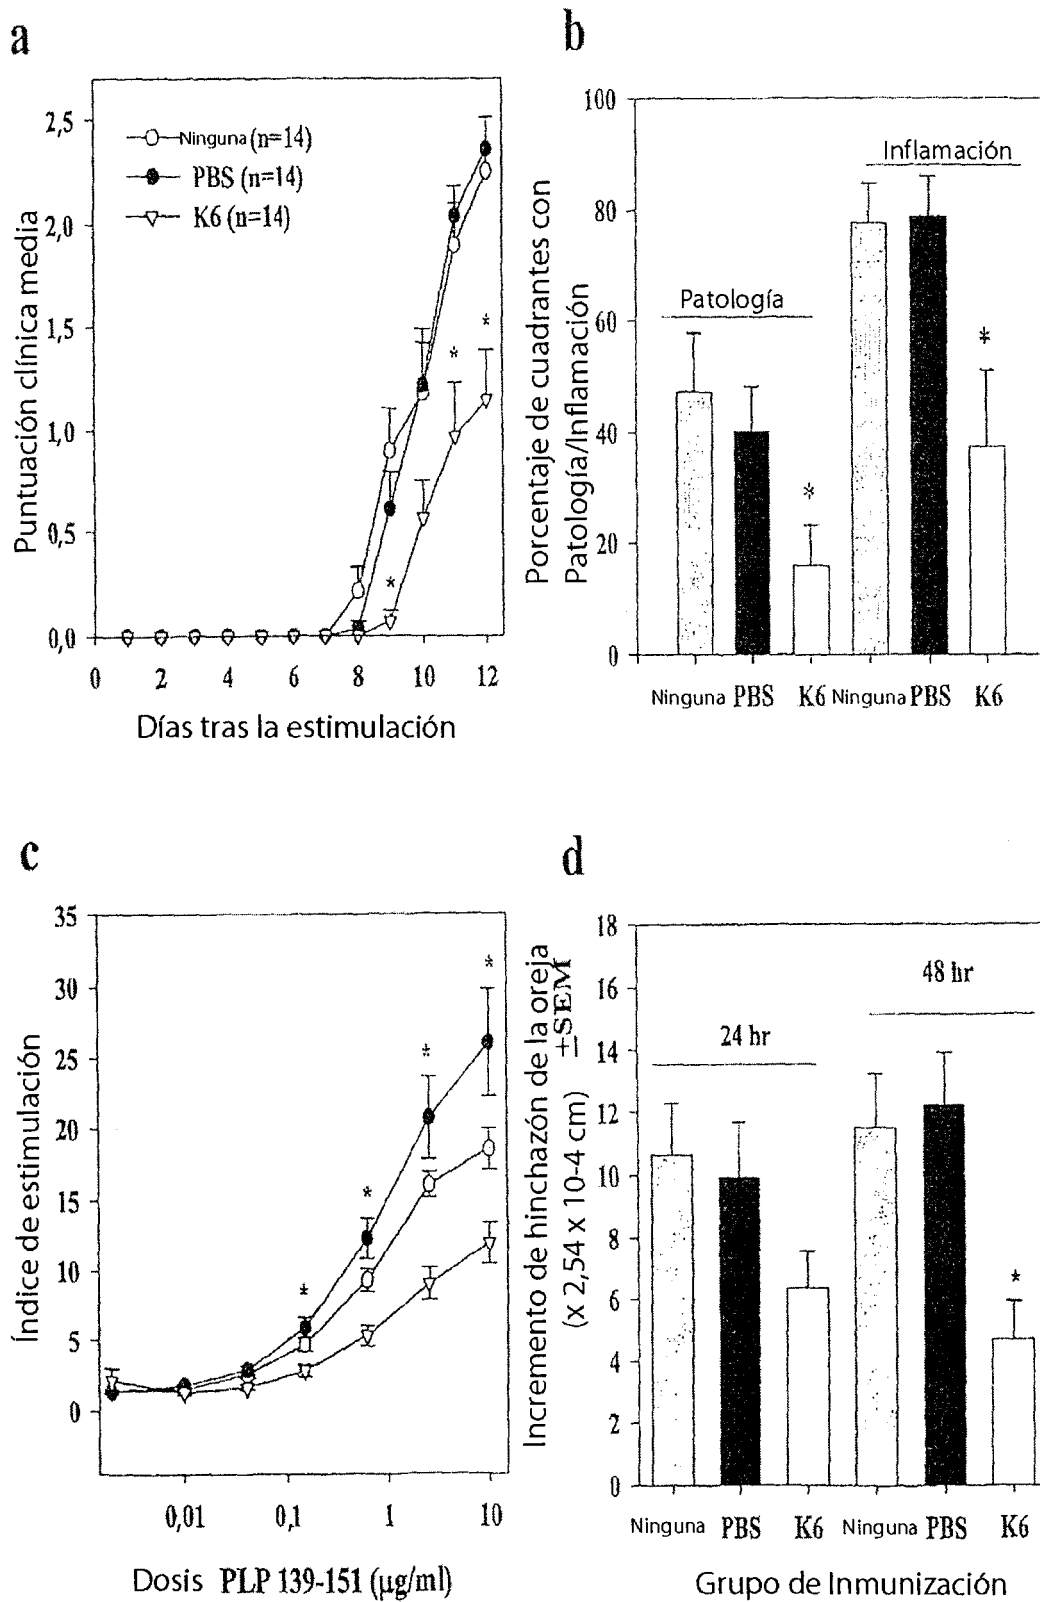 a
Puntuación clínica media
2,5
2,0
1,5
1,0
0,5
0,0
Ninguna (n=14)
PBS (n=14)
K6 (n=14)
*
*
*
0 2 4 6 8 10 12
Días tras la estimulación
b
Porcentaje de cuadrantes con
Patología/Inflamación
100
80
60
40
20
0
Inflamación
Patología
*
*
Ninguna PBS K6 Ninguna PBS K6
c
Índice de estimulación
35
30
25
20
15
10
5
0
*
*
*
*
0,01 0,1 1 10
Dosis PLP 139-151 (µg/ml)
d
Incremento de hinchazón de la oreja
±SEM
(x 2,54 x 10-4 cm)
18
16
14
12
10
8
6
4
2
0
48 hr
24 hr
*
Ninguna PBS K6 Ninguna PBS K6
Grupo de Inmunización